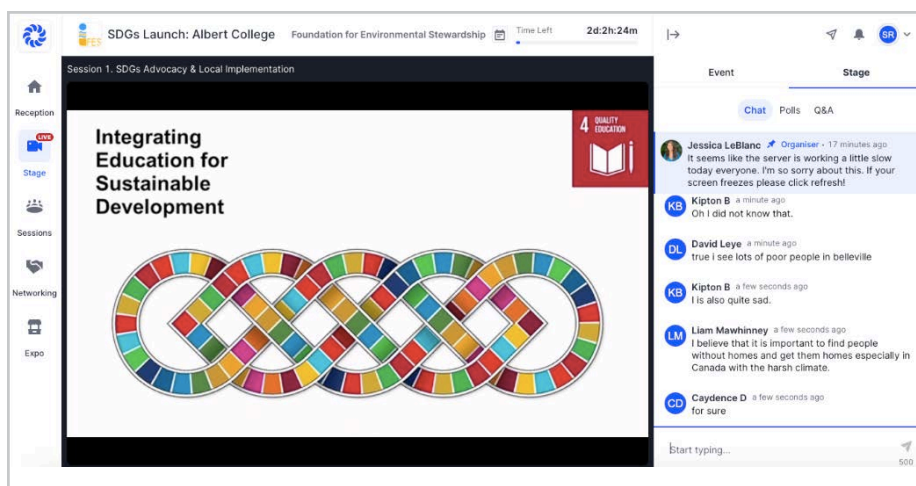 SDGs Launch: Albert College
Foundation for Environmental Stewardship
Time Left
2d:2h:24m
SR
FES
Reception
LIVE
Stage
Sessions
Networking
Expo
Session 1. SDGs Advocacy & Local Implementation
Integrating
Education for
Sustainable
Development
4 QUALITY
EDUCATION
Event
Stage
Chat
Polls
Q&A
Jessica LeBlanc Organiser • 17 minutes ago
It seems like the server is working a little slow
today everyone. I'm so sorry about this. If your
screen freezes please click refresh!
KB
Kipton B a minute ago
Oh I did not know that.
DL
David Leye a minute ago
true i see lots of poor people in belleville
KB
Kipton B a few seconds ago
I is also quite sad.
LM
Liam Mawhinney a few seconds ago
I believe that it is important to find people
without homes and get them homes especially in
Canada with the harsh climate.
CD
Caydence D a few seconds ago
for sure
Start typing...
500